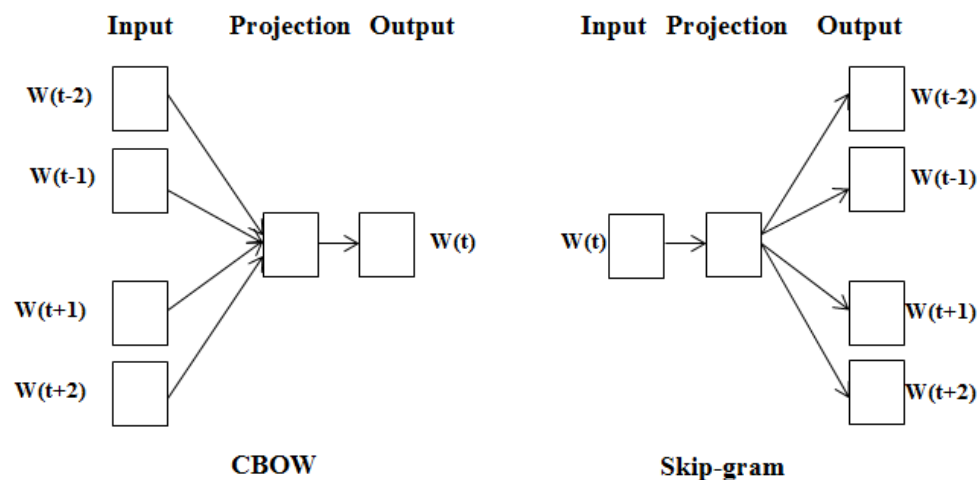 Input Projection Output
W(t-2)
W(t-1)
W(t)
W(t+1)
W(t+2)
CBOW
Input Projection Output
W(t-2)
W(t-1)
W(t)
W(t+1)
W(t+2)
Skip-gram